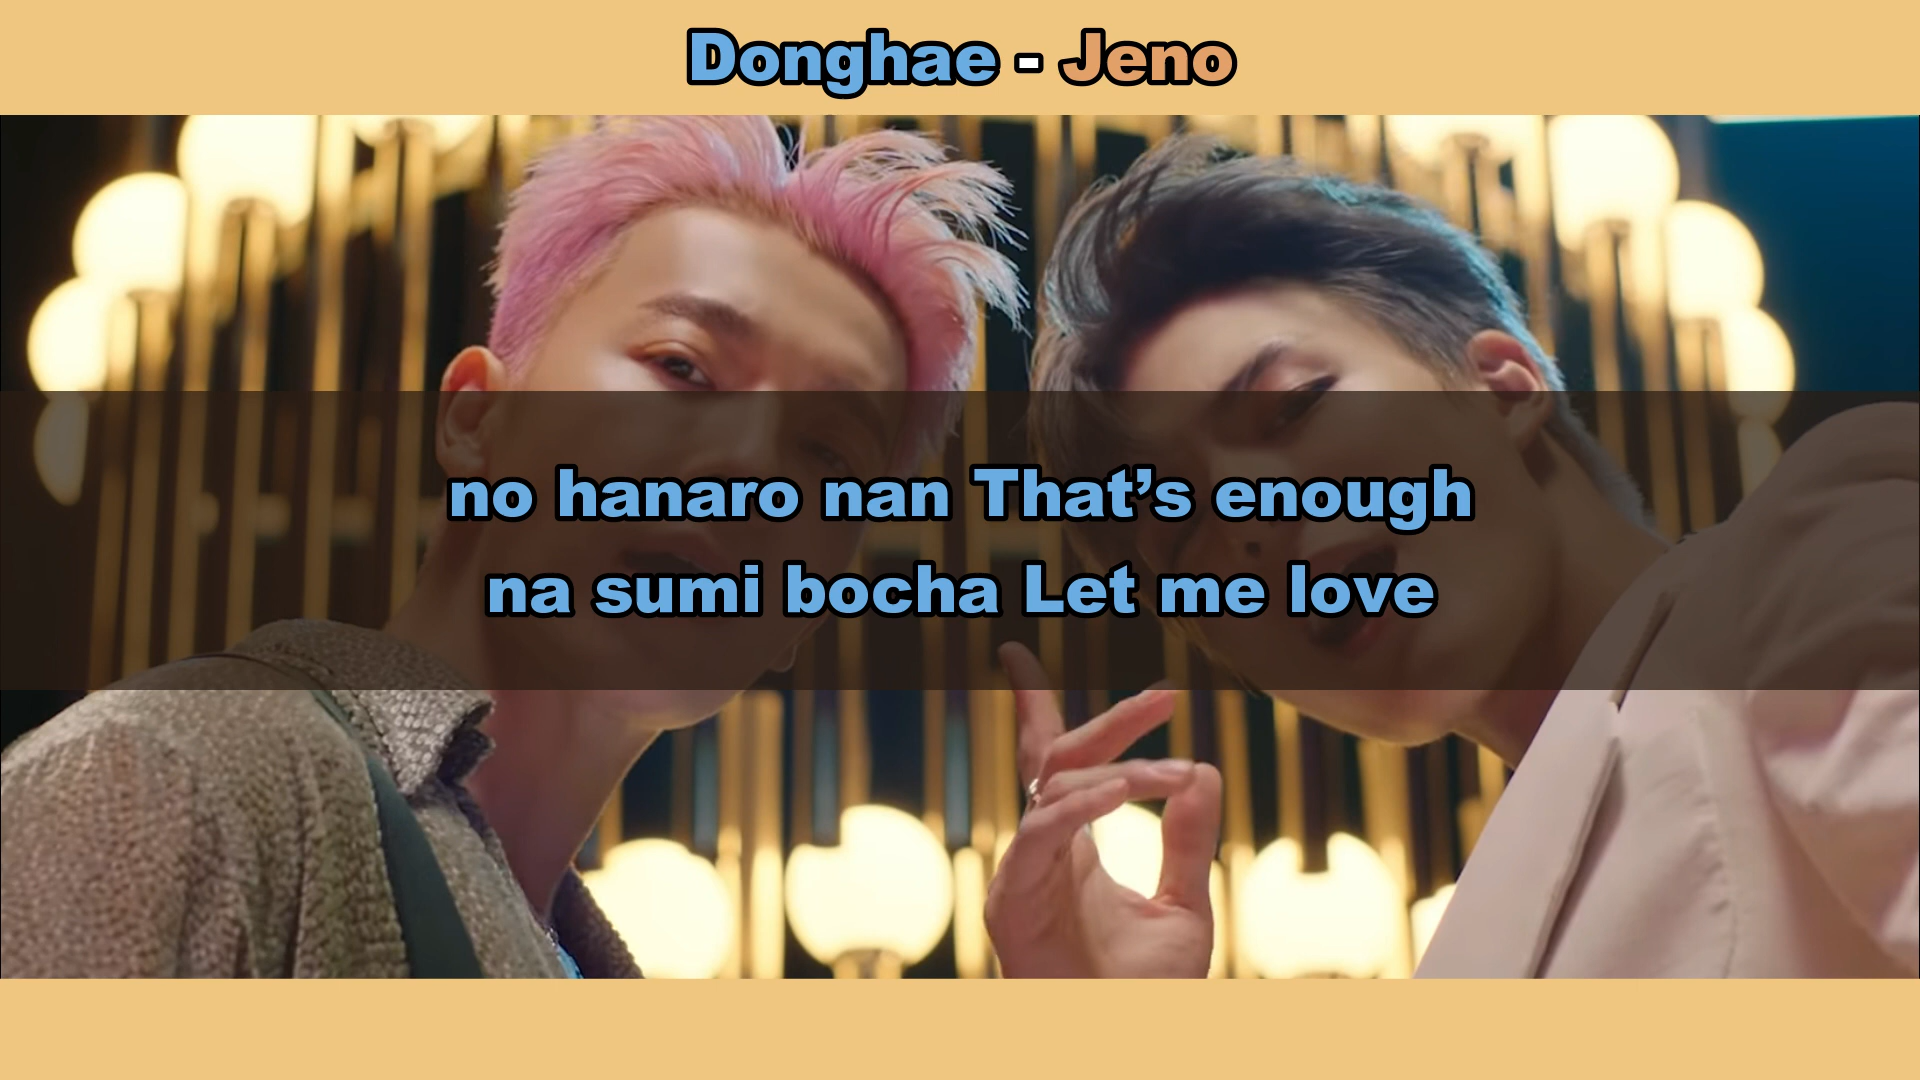 Donghae - Jeno
no hanaro nan That’s enough
na sumi bocha Let me love